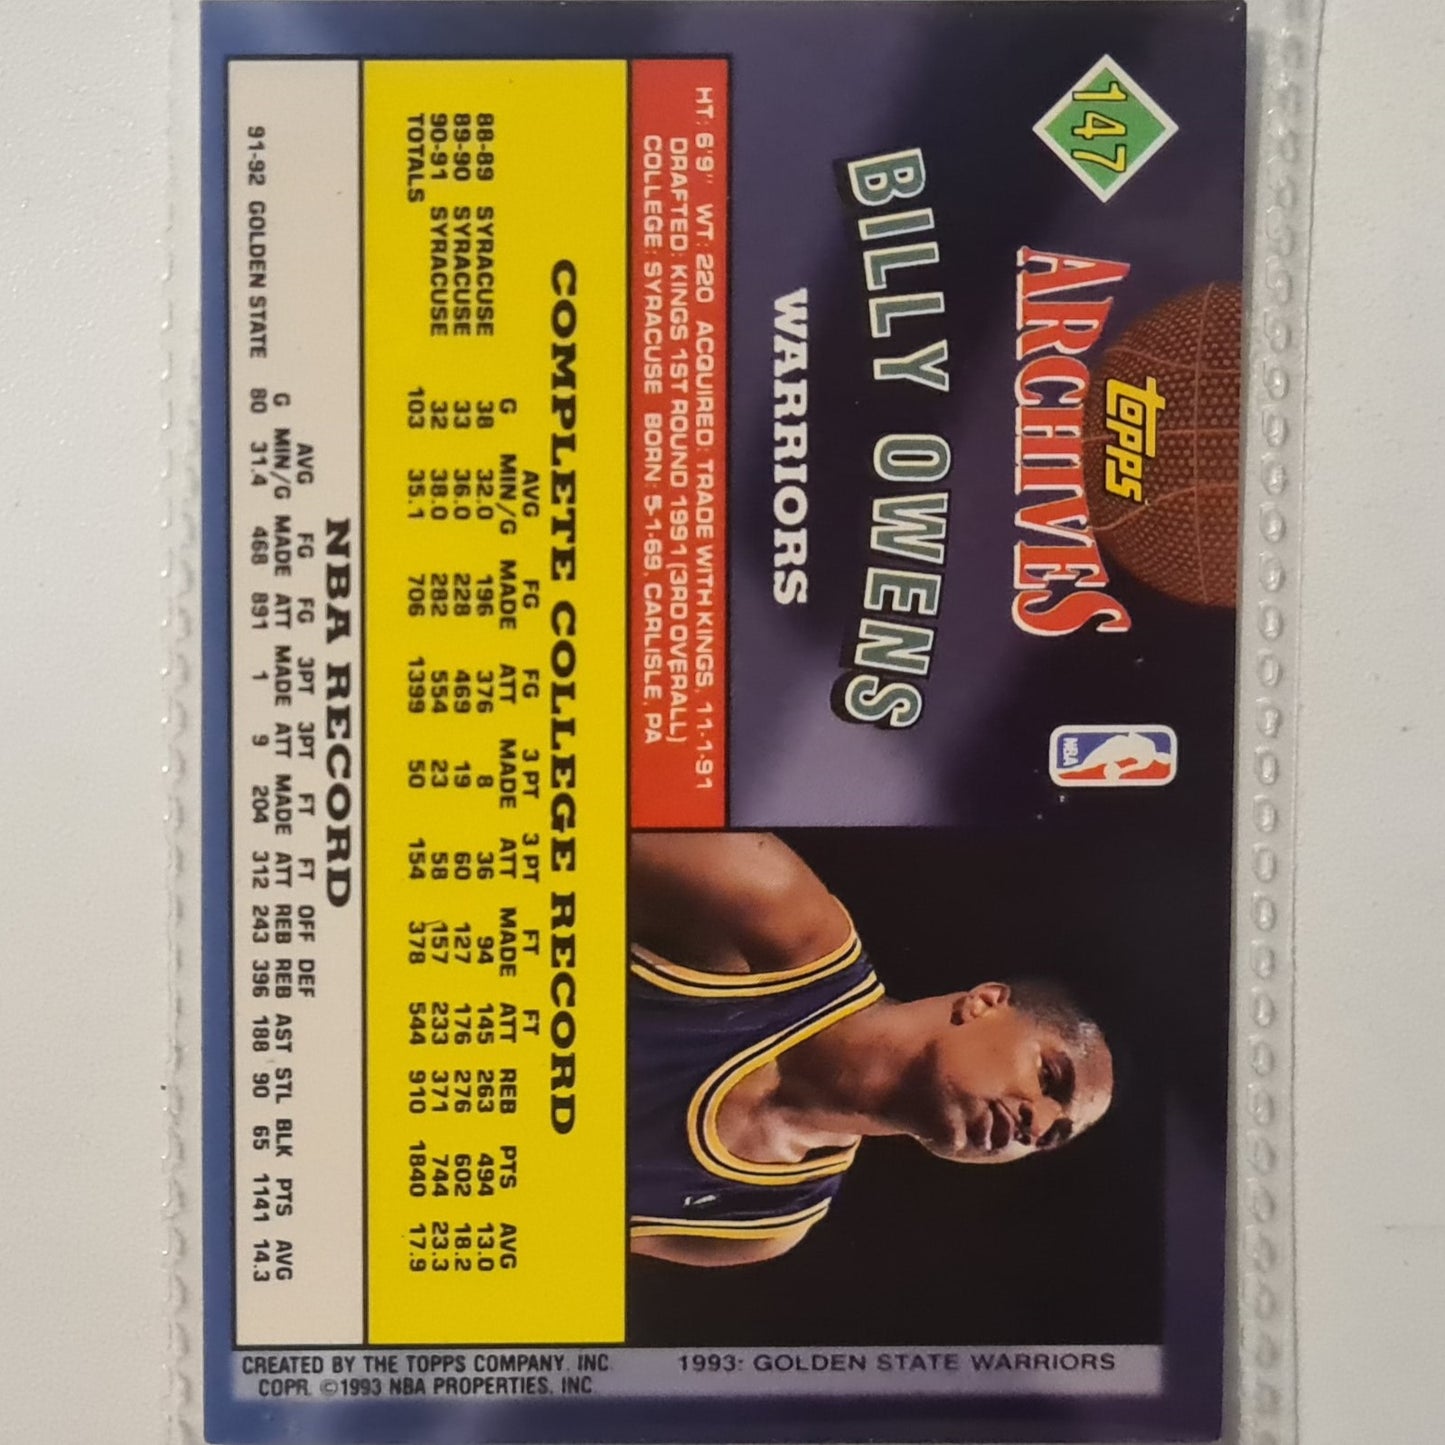 147
topps
ARCHIVES
NBA
BILLY OWENS
WARRIORS
HT: 6'9" WT: 220 ACQUIRED: TRADE WITH KINGS, 11-1-91
DRAFTED: KINGS 1ST ROUND 1991 (3RD OVERALL)
COLLEGE: SYRACUSE BORN: 5-1-69, CARLISLE, PA
COMPLETE COLLEGE RECORD
AVG FG FG 3 PT 3 PT FT FT
G MIN/G MADE ATT MADE ATT MADE ATT REB PTS AVG
88-89 SYRACUSE 38 32.0 196 376 8 36 94 145 263 494 13.0
89-90 SYRACUSE 33 36.0 228 469 19 60 127 176 276 602 18.2
90-91 SYRACUSE 32 38.0 282 554 23 58 157 233 371 744 23.3
TOTALS 103 35.1 706 1399 50 154 378 544 910 1840 17.9
NBA RECORD
AVG FG FG 3PT 3PT FT FT OFF DEF
G MIN/G MADE ATT MADE ATT MADE ATT REB REB AST STL BLK PTS AVG
91-92 GOLDEN STATE 80 31.4 468 891 1 9 204 312 243 396 188 90 65 1141 14.3
1993: GOLDEN STATE WARRIORS
CREATED BY THE TOPPS COMPANY, INC.
COPR. ©1993 NBA PROPERTIES, INC